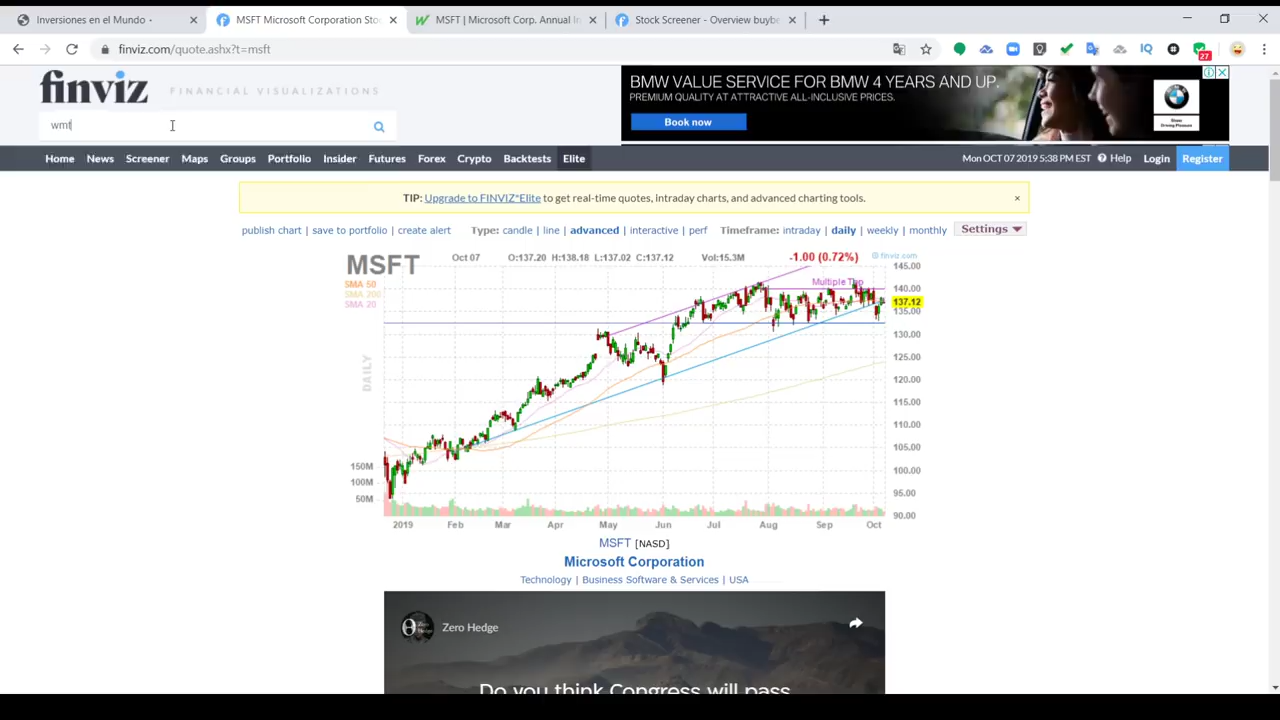 Inversiones en el Mundo -
MSFT Microsoft Corporation Sto
MSFT | Microsoft Corp. Annual In
Stock Screener - Overview buybe
finviz.com/quote.ashx?t=msft
IQ
27
finviz
FINANCIAL VISUALIZATIONS
wmt
BMW VALUE SERVICE FOR BMW 4 YEARS AND UP.
PREMIUM QUALITY AT ATTRACTIVE ALL-INCLUSIVE PRICES.
Book now
Home News Screener Maps Groups Portfolio Insider Futures Forex Crypto Backtests Elite
Mon OCT 07 2019 5:38 PM EST Help Login Register
TIP: Upgrade to FINVIZ*Elite to get real-time quotes, intraday charts, and advanced charting tools. ×
publish chart | save to portfolio | create alert
Type: candle | line | advanced | interactive | perf
Timeframe: intraday | daily | weekly | monthly
Settings
MSFT
Oct 07 O:137.20 H:138.18 L:137.02 C:137.12 Vol:15.3M -1.00 (0.72%) © finviz.com
SMA 50
SMA 200
SMA 20
Multiple Top
DAILY
145.00
140.00
137.12
135.00
130.00
125.00
120.00
115.00
110.00
105.00
100.00
95.00
90.00
150M
100M
50M
2019 Feb Mar Apr May Jun Jul Aug Sep Oct
MSFT [NASD]
Microsoft Corporation
Technology | Business Software & Services | USA
Zero Hedge
Do you think Congress will pass